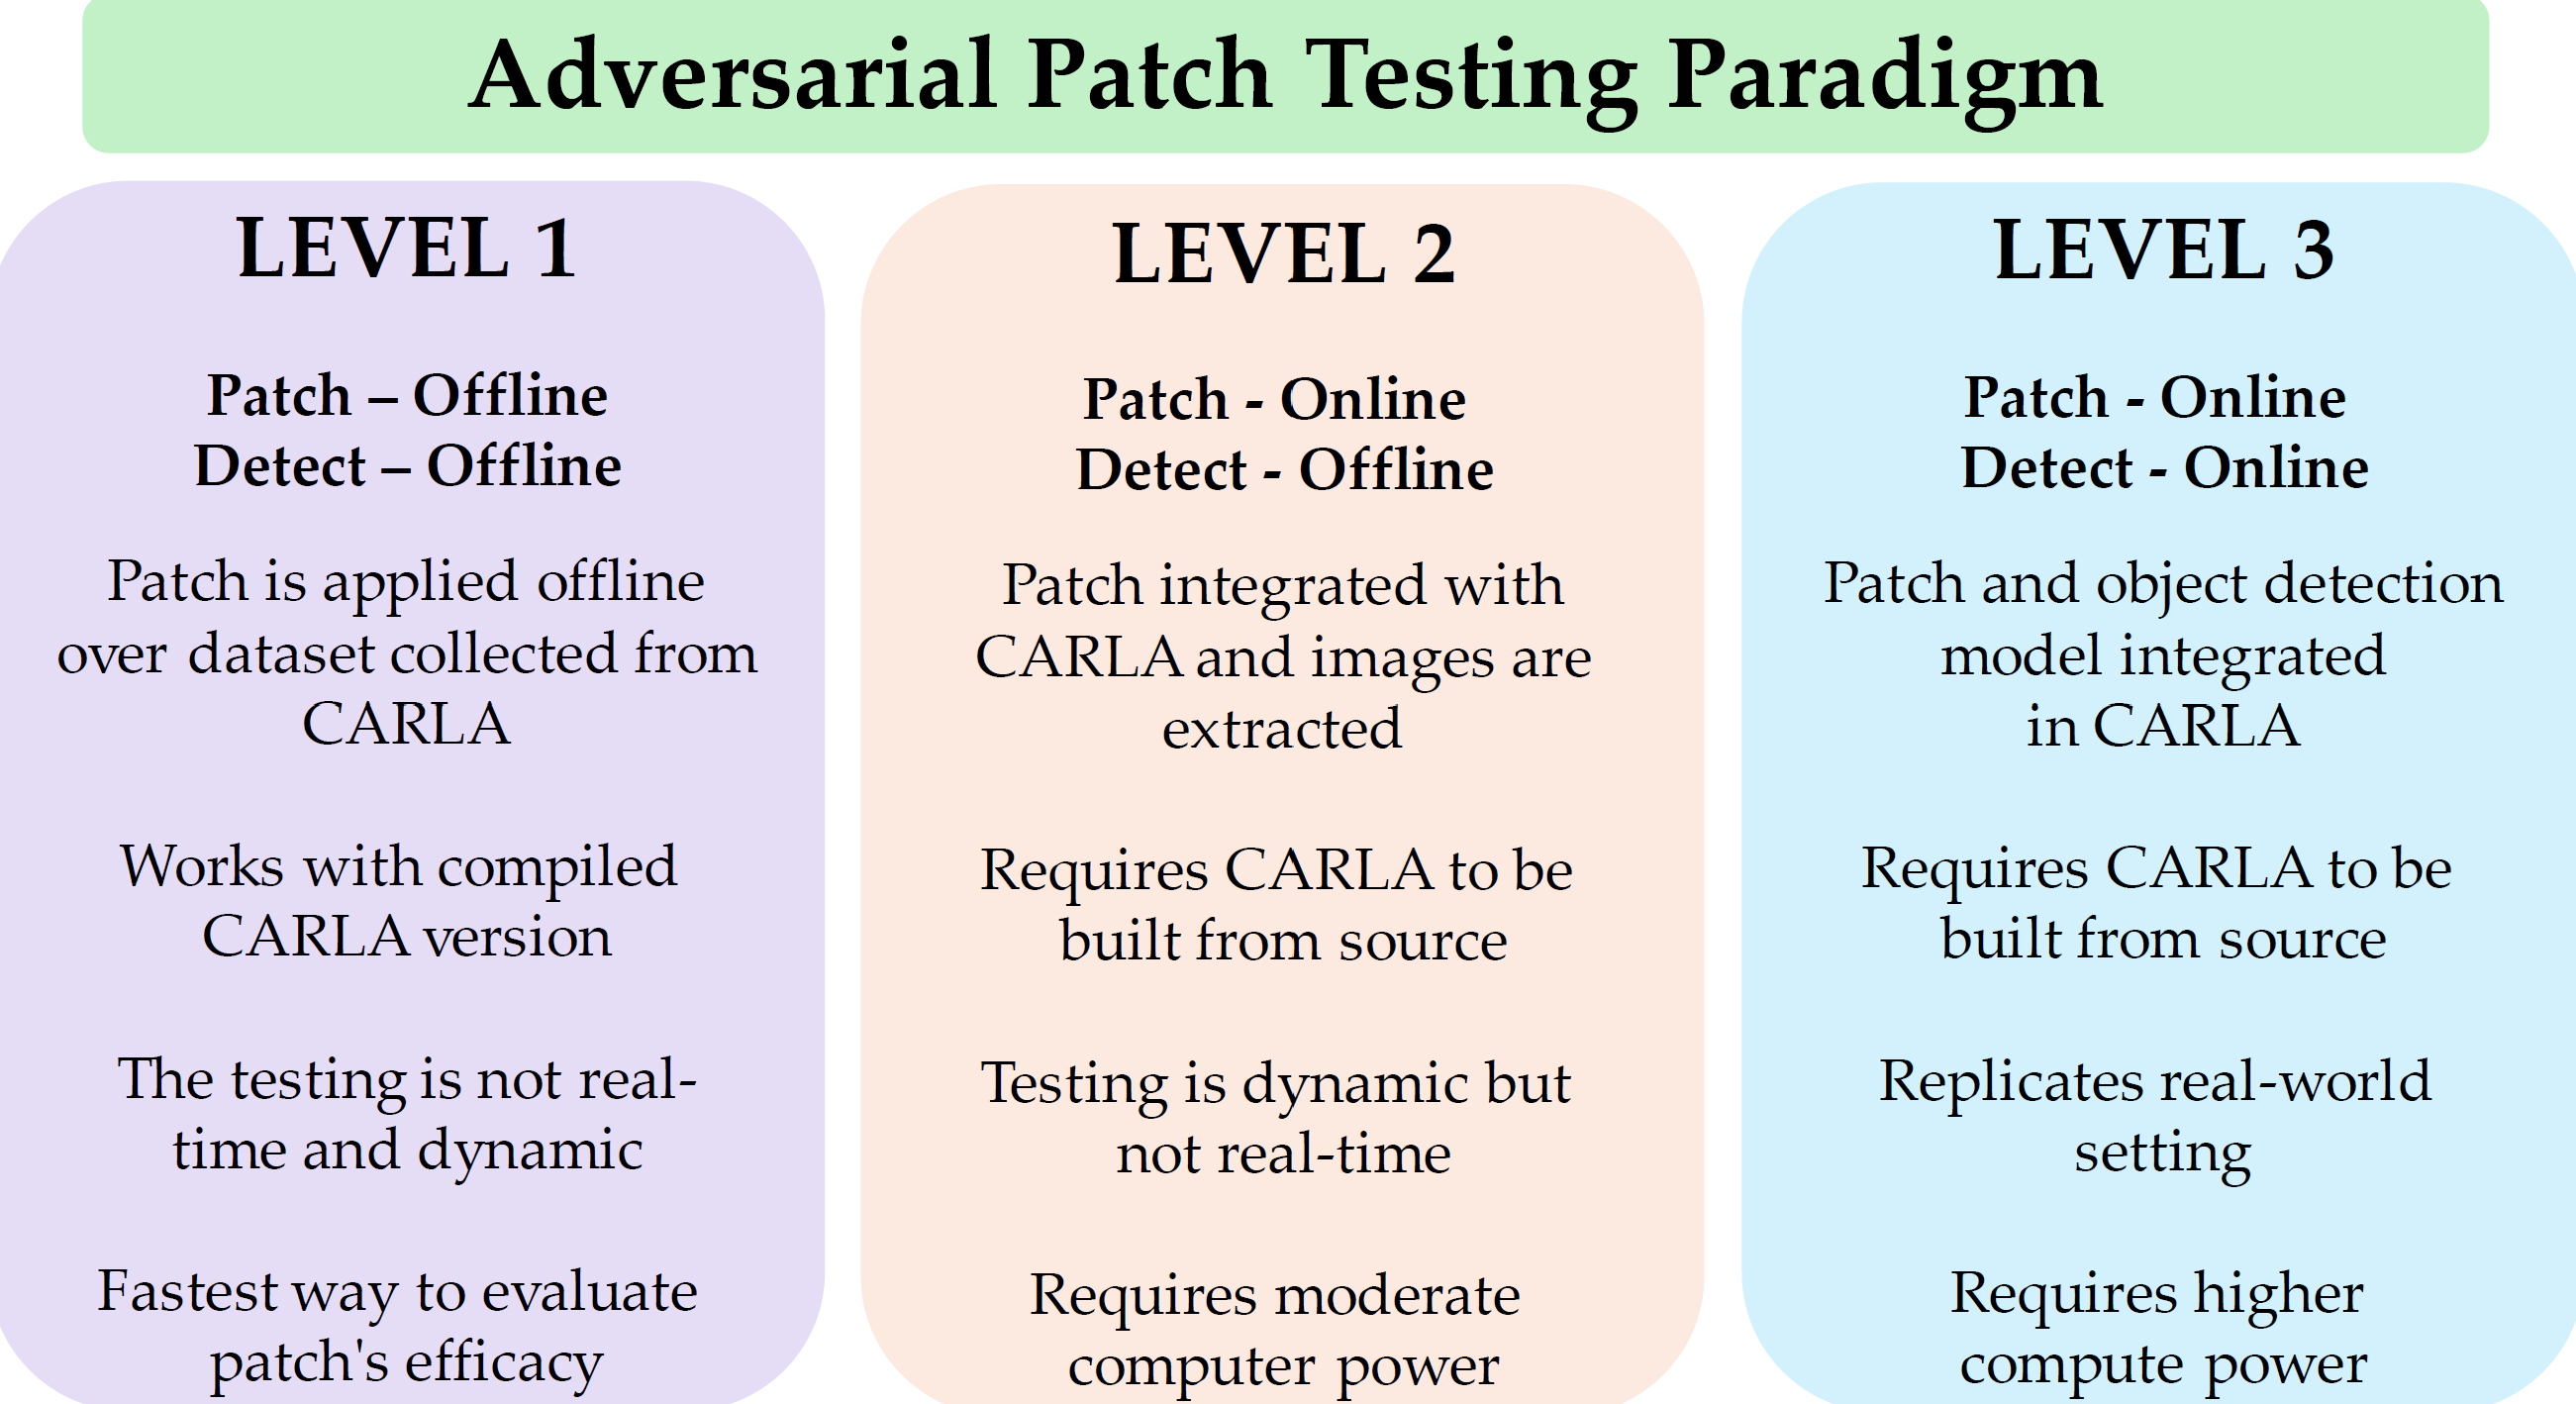 Adversarial Patch Testing Paradigm
LEVEL 1
Patch – Offline
Detect – Offline
Patch is applied offline
over dataset collected from
CARLA
Works with compiled
CARLA version
The testing is not real-
time and dynamic
Fastest way to evaluate
patch's efficacy
LEVEL 2
Patch - Online
Detect - Offline
Patch integrated with
CARLA and images are
extracted
Requires CARLA to be
built from source
Testing is dynamic but
not real-time
Requires moderate
computer power
LEVEL 3
Patch - Online
Detect - Online
Patch and object detection
model integrated
in CARLA
Requires CARLA to be
built from source
Replicates real-world
setting
Requires higher
compute power